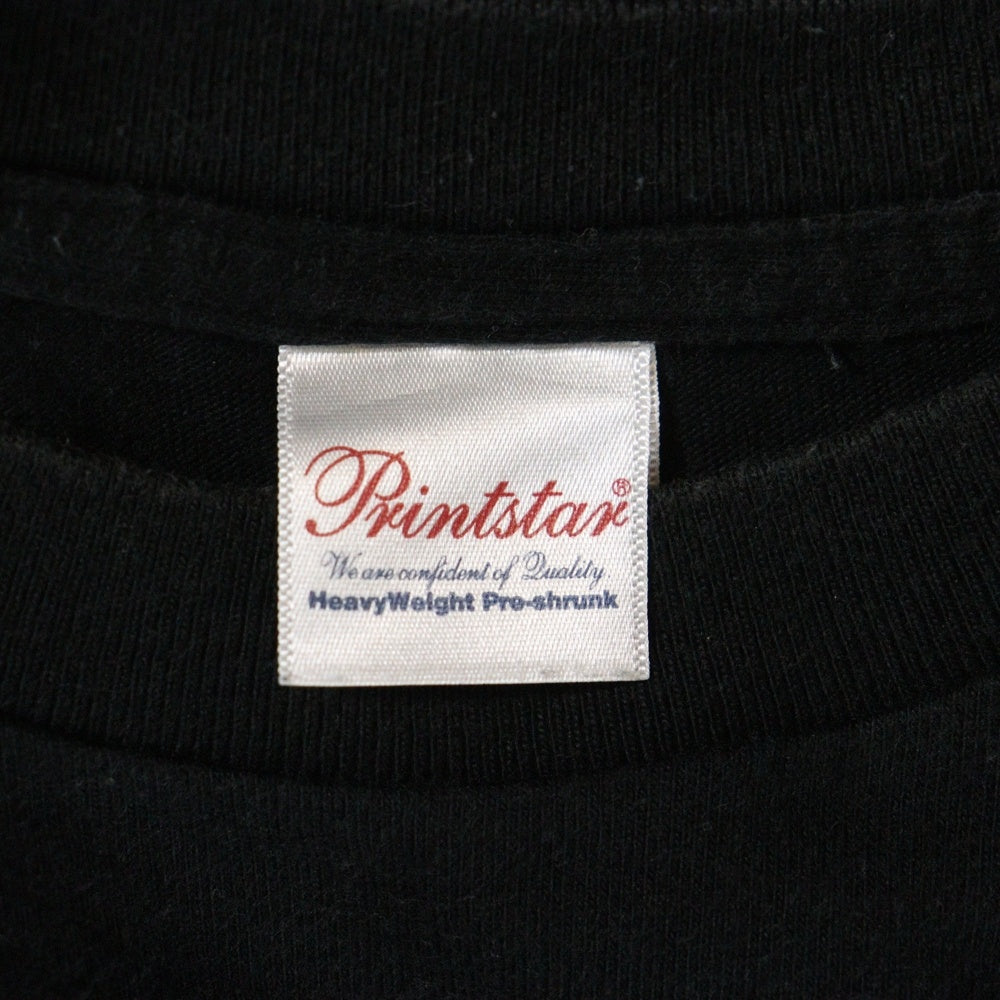 Printstar®
We are confident of Quality.
HeavyWeight Pre-shrunk